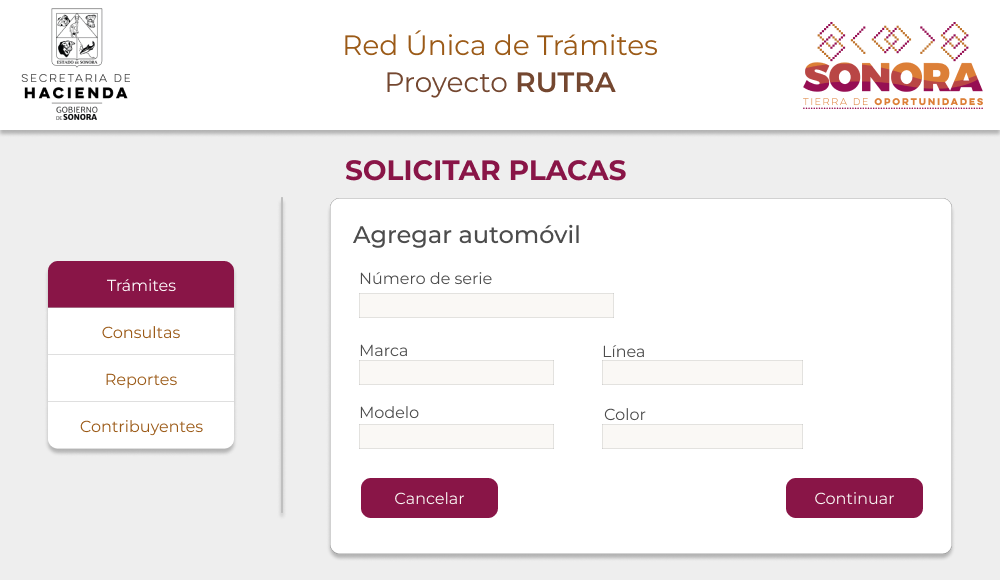 ESTADO DE SONORA
SECRETARIA DE
HACIENDA
GOBIERNO
DE SONORA
Red Única de Trámites
Proyecto RUTRA
SONORA
TIERRA DE OPORTUNIDADES
SOLICITAR PLACAS
Trámites
Consultas
Reportes
Contribuyentes
Agregar automóvil
Número de serie
Marca
Línea
Modelo
Color
Cancelar
Continuar